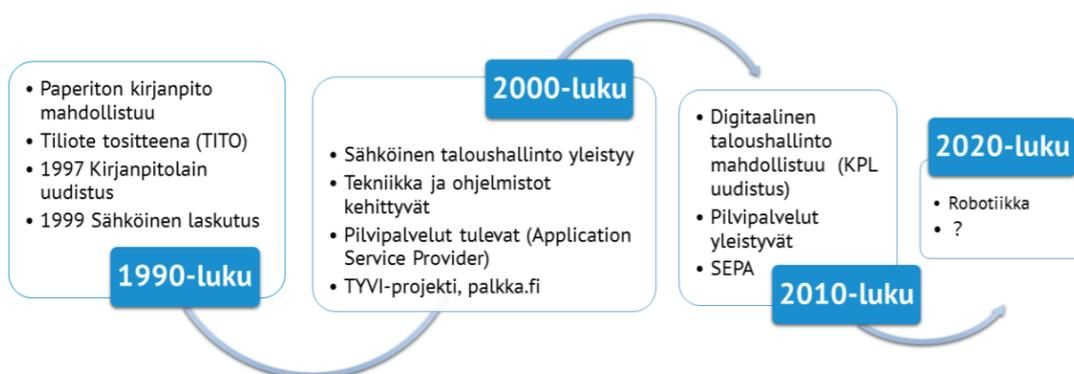 • Paperiton kirjanpito
mahdollistuu
• Tiliote tositteena (TITO)
• 1997 Kirjanpitolain
uudistus
• 1999 Sähköinen laskutus
1990-luku
2000-luku
• Sähköinen taloushallinto yleistyy
• Tekniikka ja ohjelmistot
kehittyvät
• Pilvipalvelut tulevat (Application
Service Provider)
• TYVI-projekti, palkka.fi
• Digitaalinen
taloushallinto
mahdollistuu (KPL
uudistus)
• Pilvipalvelut
yleistyvät
• SEPA
2010-luku
2020-luku
• Robotiikka
• ?